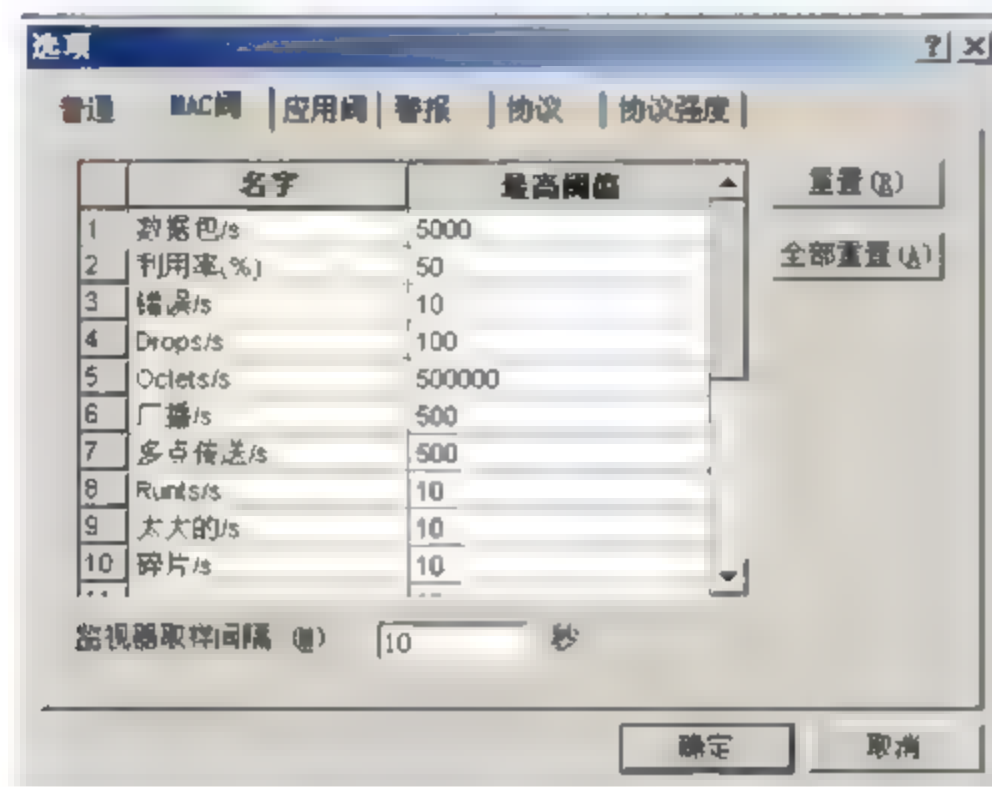 选项
普通 MAC阈 应用阈 警报 协议 协议强度
名字 最高阈值
重置(R)
1 数据包/s 5000
全部重置(A)
2 利用率(%) 50
3 错误/s 10
4 Drops/s 100
5 Octets/s 500000
6 广播/s 500
7 多点传送/s 500
8 Runts/s 10
9 太大的/s 10
10 碎片/s 10
监视器取样间隔 (M) 10 秒
确定 取消